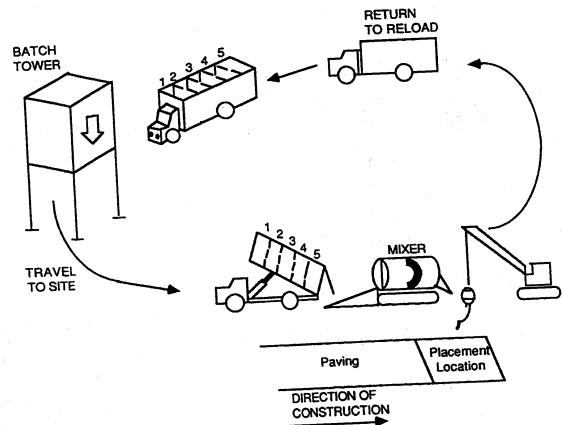 RETURN
TO RELOAD
BATCH
TOWER
1 2 3 4 5
TRAVEL
TO SITE
1 2 3 4 5
MIXER
Paving
Placement
Location
DIRECTION OF
CONSTRUCTION